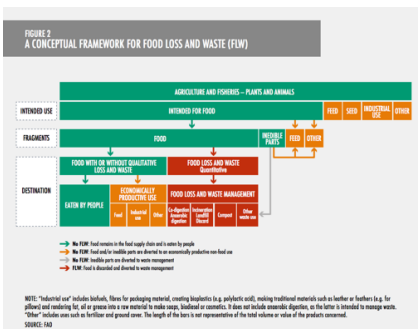 FIGURE 2
A CONCEPTUAL FRAMEWORK FOR FOOD LOSS AND WASTE (FLW)
AGRICULTURE AND FISHERIES – PLANTS AND ANIMALS
INTENDED USE
INTENDED FOR FOOD
FEED
SEED
INDUSTRIAL
USE
OTHER
FRAGMENTS
FOOD
INEDIBLE
PARTS
FEED
OTHER
DESTINATION
FOOD WITH OR WITHOUT QUALITATIVE
LOSS AND WASTE
FOOD LOSS AND WASTE
Quantitative
EATEN BY PEOPLE
ECONOMICALLY
PRODUCTIVE USE
FOOD LOSS AND WASTE MANAGEMENT
Feed
Industrial
use
Other
Co-digestion/
Anaerobic
digestion
Incineration
Landfill
Discard
Compost
Other
waste use
No FLW: Food remains in the food supply chain and is eaten by people
No FLW: Food and/or inedible parts are diverted to an economically productive non-food use
No FLW: Inedible parts are diverted to waste management
FLW: Food is discarded and diverted to waste management
NOTE: "Industrial use" includes biofuels, fibres for packaging material, creating bioplastics (e.g. polylactic acid), making traditional materials such as leather or feathers (e.g. for
pillows) and rendering fat, oil or grease into a raw material to make soaps, biodiesel or cosmetics. It does not include anaerobic digestion, as the latter is intended to manage waste.
"Other" includes uses such as fertilizer and ground cover. The length of the bars is not representative of the total volume or value of the products concerned.
SOURCE: FAO